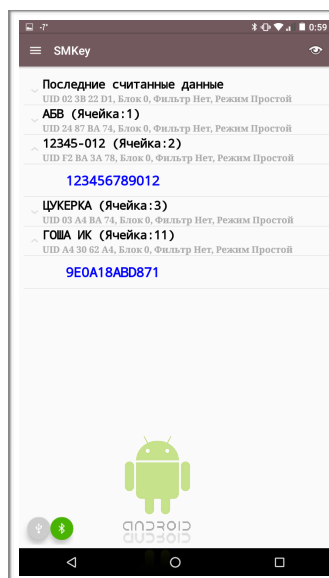 -7° 0:59
SMKey
Последние считанные данные
UID 02 3B 22 D1, Блок 0, Фильтр Нет, Режим Простой
АБВ (Ячейка:1)
UID 24 87 BA 74, Блок 0, Фильтр Нет, Режим Простой
12345-012 (Ячейка:2)
UID F2 BA 3A 78, Блок 0, Фильтр Нет, Режим Простой
123456789012
ЦУКЕРКА (Ячейка:3)
UID 03 A4 BA 74, Блок 0, Фильтр Нет, Режим Простой
ГОША ИК (Ячейка:11)
UID A4 30 62 A4, Блок 0, Фильтр Нет, Режим Простой
9E0A18ABD871
ANDROID